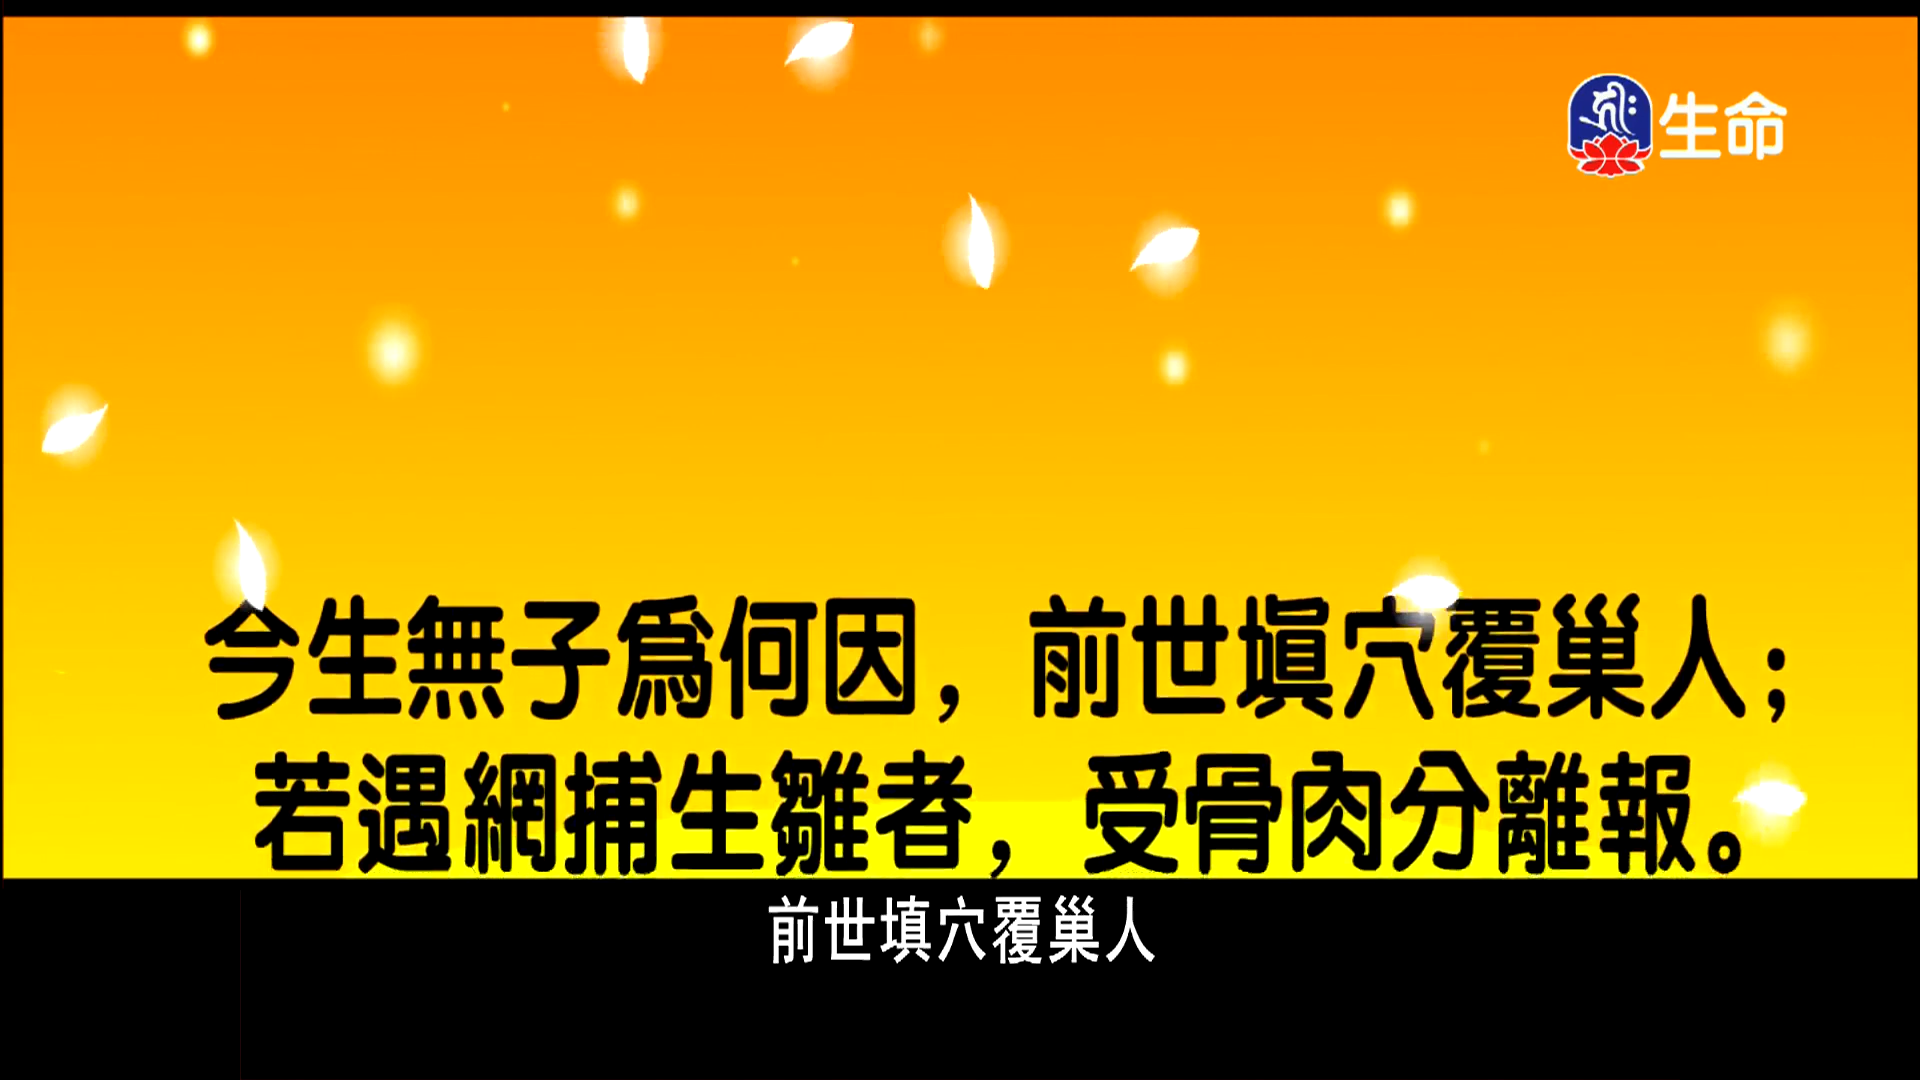 生命
今生無子為何因，前世填穴覆巢人；
若遇網捕生雛者，受骨肉分離報。
前世填穴覆巢人